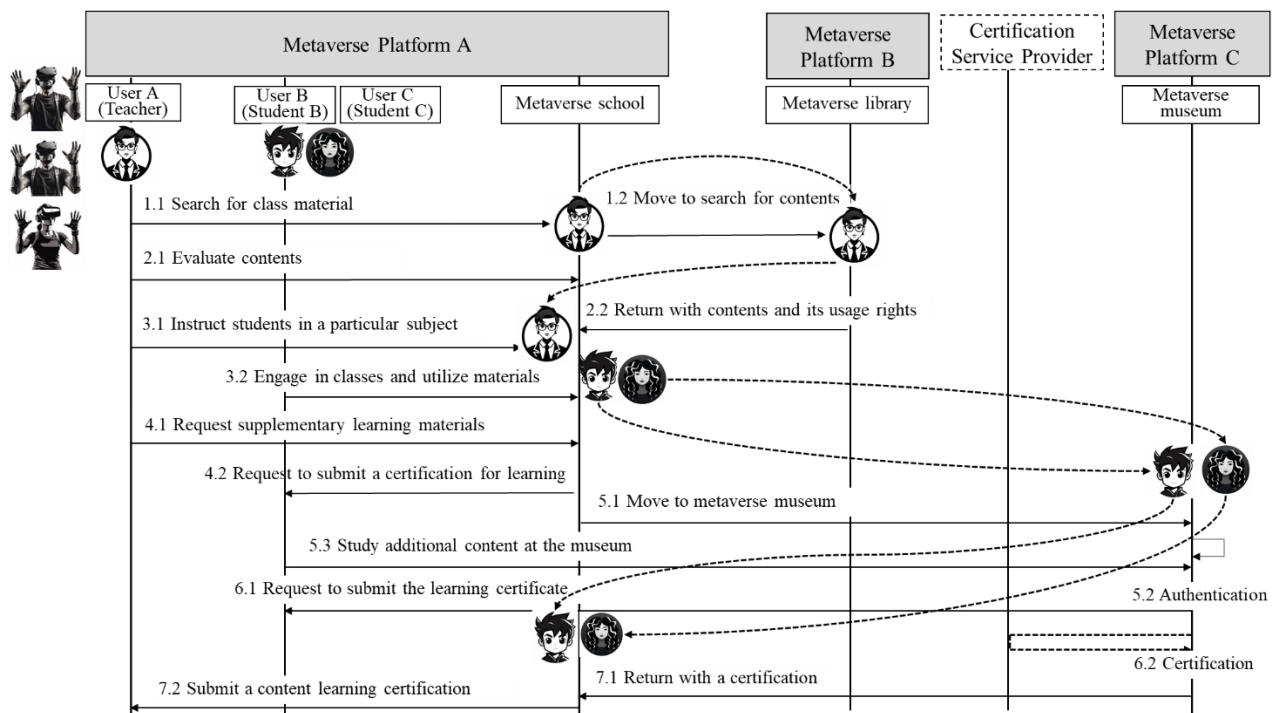 Metaverse Platform A
Metaverse
Platform B
Certification
Service Provider
Metaverse
Platform C
User A
(Teacher)
User B
(Student B)
User C
(Student C)
Metaverse school
Metaverse library
Metaverse
museum
1.1 Search for class material
1.2 Move to search for contents
2.1 Evaluate contents
2.2 Return with contents and its usage rights
3.1 Instruct students in a particular subject
3.2 Engage in classes and utilize materials
4.1 Request supplementary learning materials
4.2 Request to submit a certification for learning
5.1 Move to metaverse museum
5.3 Study additional content at the museum
6.1 Request to submit the learning certificate
5.2 Authentication
6.2 Certification
7.1 Return with a certification
7.2 Submit a content learning certification